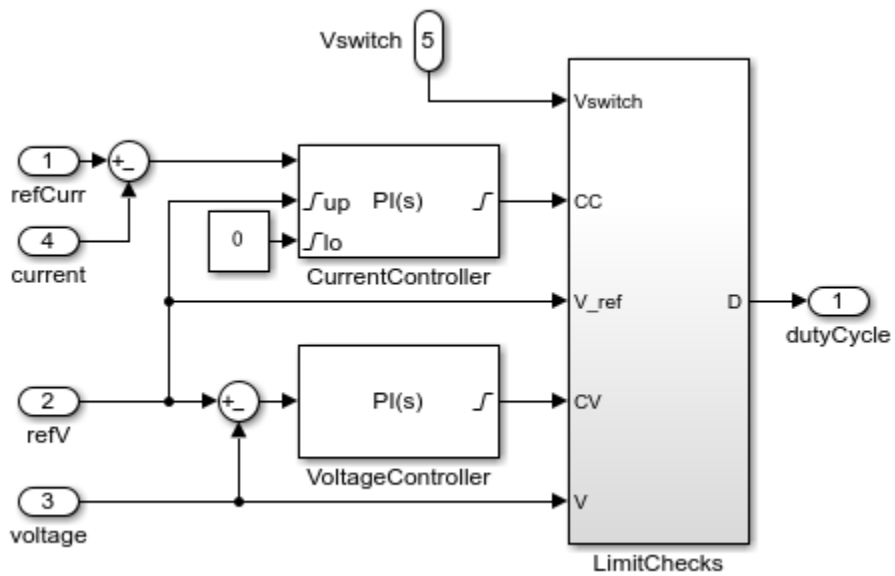 Vswitch 5
Vswitch
1
+
-
refCurr
up PI(s)
CC
4
0
lo
current
CurrentController
V_ref D 1
dutyCycle
2
+
-
PI(s)
CV
refV
VoltageController
3
V
voltage
LimitChecks